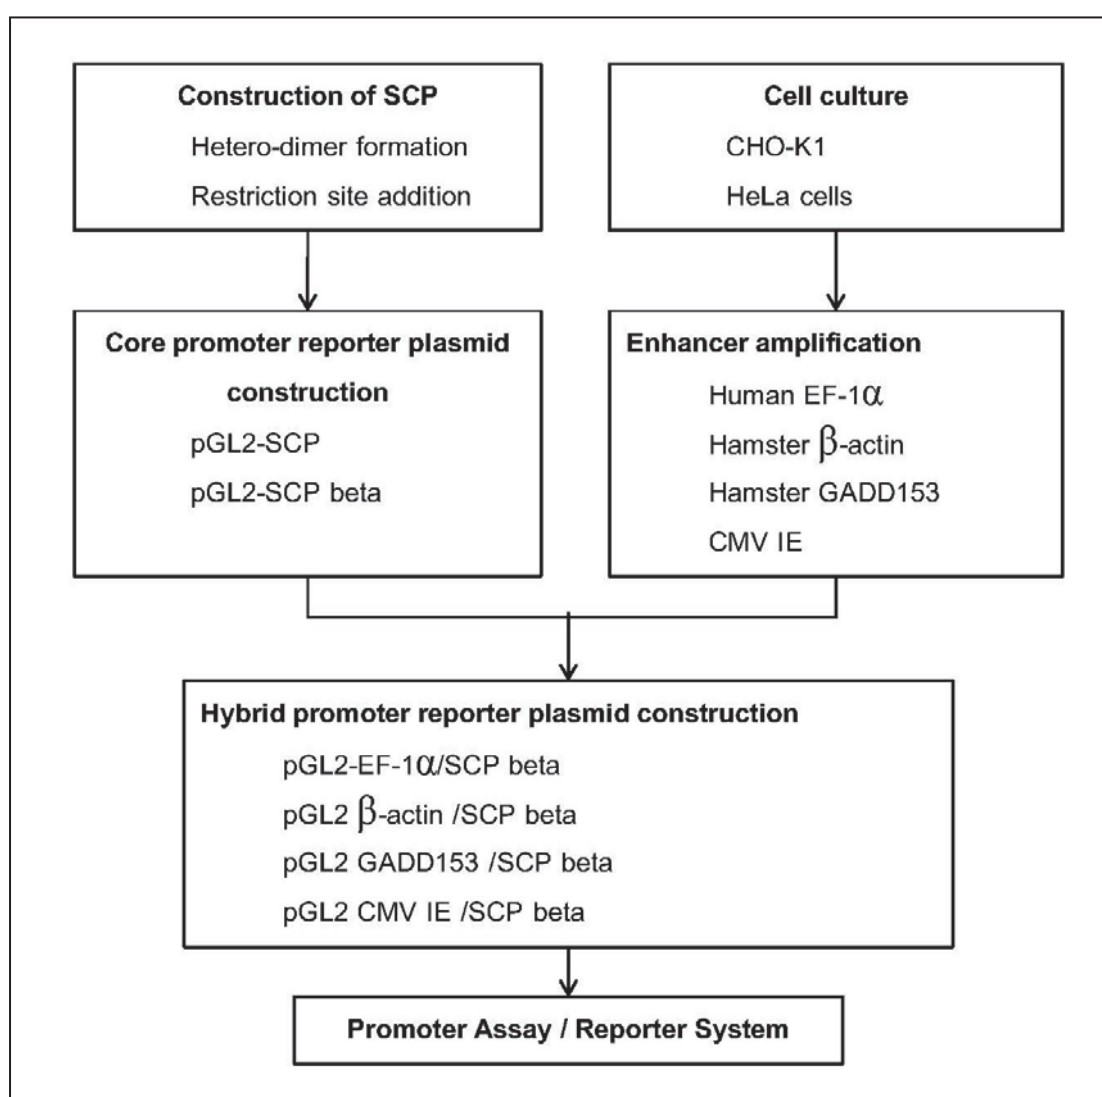 Construction of SCP
Hetero-dimer formation
Restriction site addition
Cell culture
CHO-K1
HeLa cells
Core promoter reporter plasmid
construction
pGL2-SCP
pGL2-SCP beta
Enhancer amplification
Human EF-1α
Hamster β-actin
Hamster GADD153
CMV IE
Hybrid promoter reporter plasmid construction
pGL2-EF-1α/SCP beta
pGL2 β-actin /SCP beta
pGL2 GADD153 /SCP beta
pGL2 CMV IE /SCP beta
Promoter Assay / Reporter System